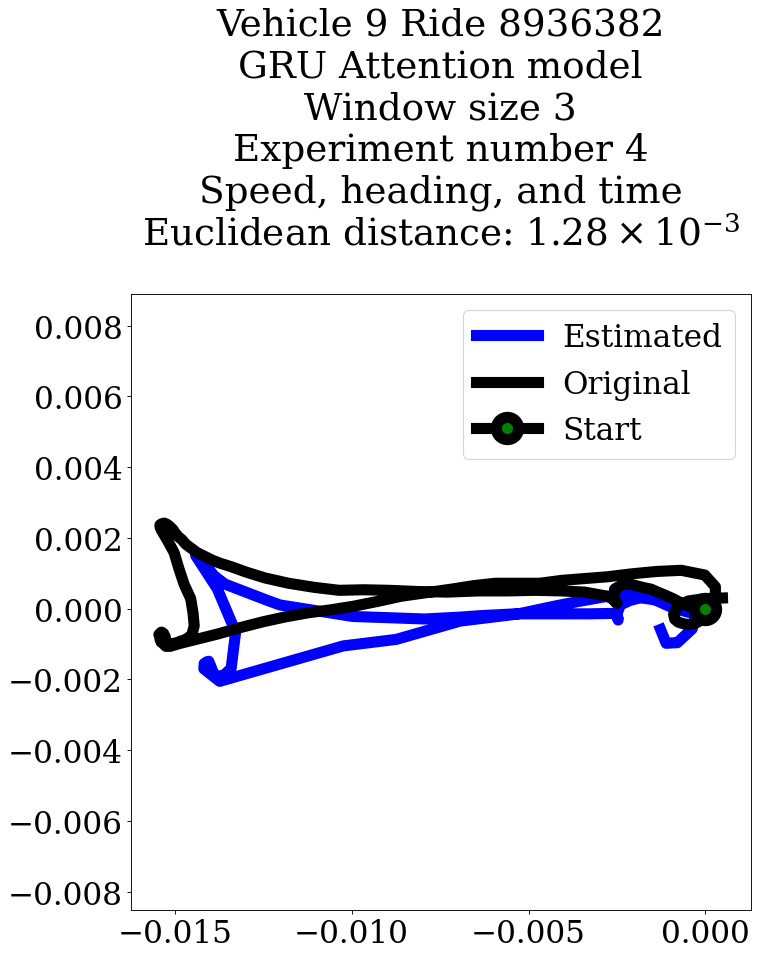 Vehicle 9 Ride 8936382
GRU Attention model
Window size 3
Experiment number 4
Speed, heading, and time
Euclidean distance: 1.28 × 10⁻³
Estimated
Original
Start
0.008
0.006
0.004
0.002
0.000
−0.002
−0.004
−0.006
−0.008
−0.015 −0.010 −0.005 0.000